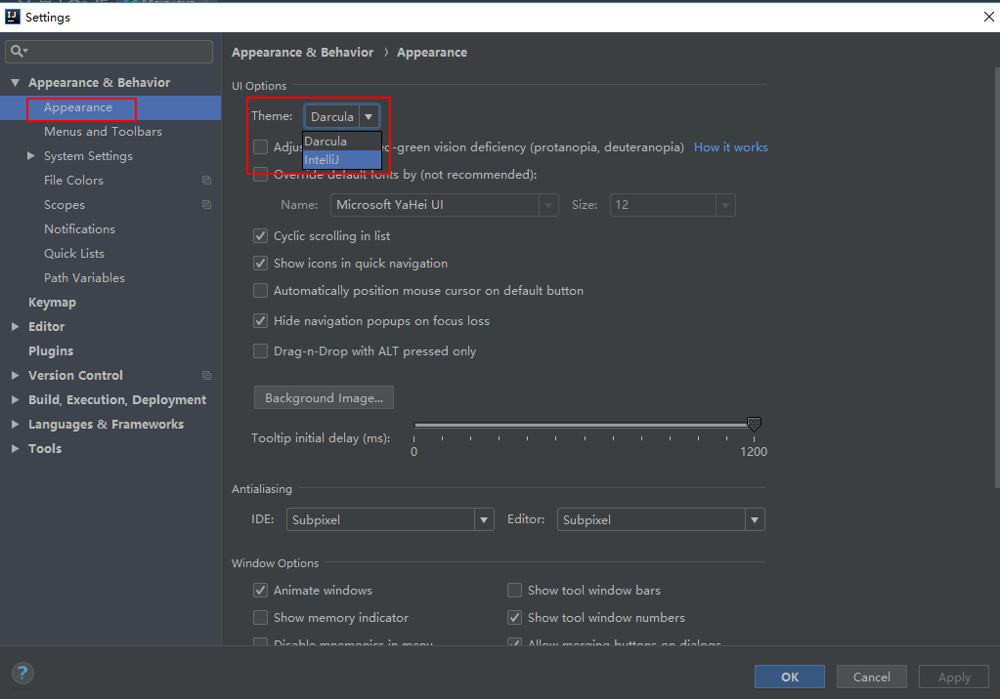 Settings
Appearance & Behavior
Appearance
Menus and Toolbars
System Settings
File Colors
Scopes
Notifications
Quick Lists
Path Variables
Keymap
Editor
Plugins
Version Control
Build, Execution, Deployment
Languages & Frameworks
Tools
Appearance & Behavior › Appearance
UI Options
Theme: Darcula
Darcula
IntelliJ
red-green vision deficiency (protanopia, deuteranopia) How it works
Override default fonts by (not recommended):
Name: Microsoft YaHei UI Size: 12
Cyclic scrolling in list
Show icons in quick navigation
Automatically position mouse cursor on default button
Hide navigation popups on focus loss
Drag-n-Drop with ALT pressed only
Background Image...
Tooltip initial delay (ms):
0 1200
Antialiasing
IDE: Subpixel Editor: Subpixel
Window Options
Animate windows Show tool window bars
Show memory indicator Show tool window numbers
Disable mnemonics in menu Allow merging buttons on dialogs
? OK Cancel Apply